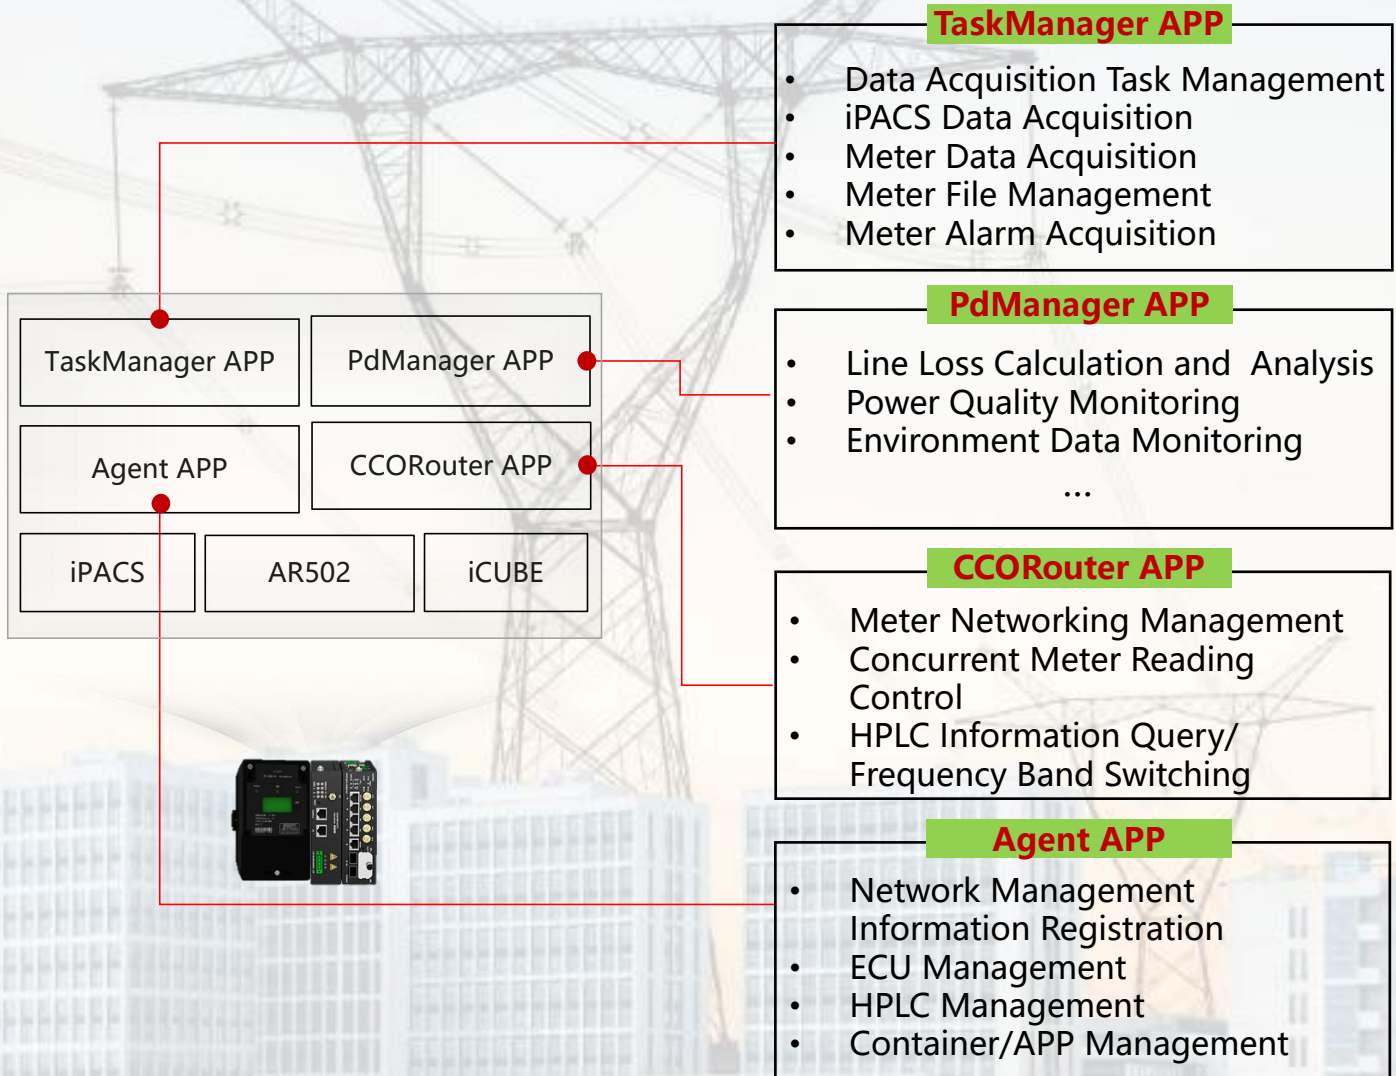 TaskManager APP
• Data Acquisition Task Management
• iPACS Data Acquisition
• Meter Data Acquisition
• Meter File Management
• Meter Alarm Acquisition
PdManager APP
• Line Loss Calculation and Analysis
• Power Quality Monitoring
• Environment Data Monitoring
...
CCORouter APP
• Meter Networking Management
• Concurrent Meter Reading
Control
• HPLC Information Query/
Frequency Band Switching
Agent APP
• Network Management
Information Registration
• ECU Management
• HPLC Management
• Container/APP Management
TaskManager APP
PdManager APP
Agent APP
CCORouter APP
iPACS
AR502
iCUBE